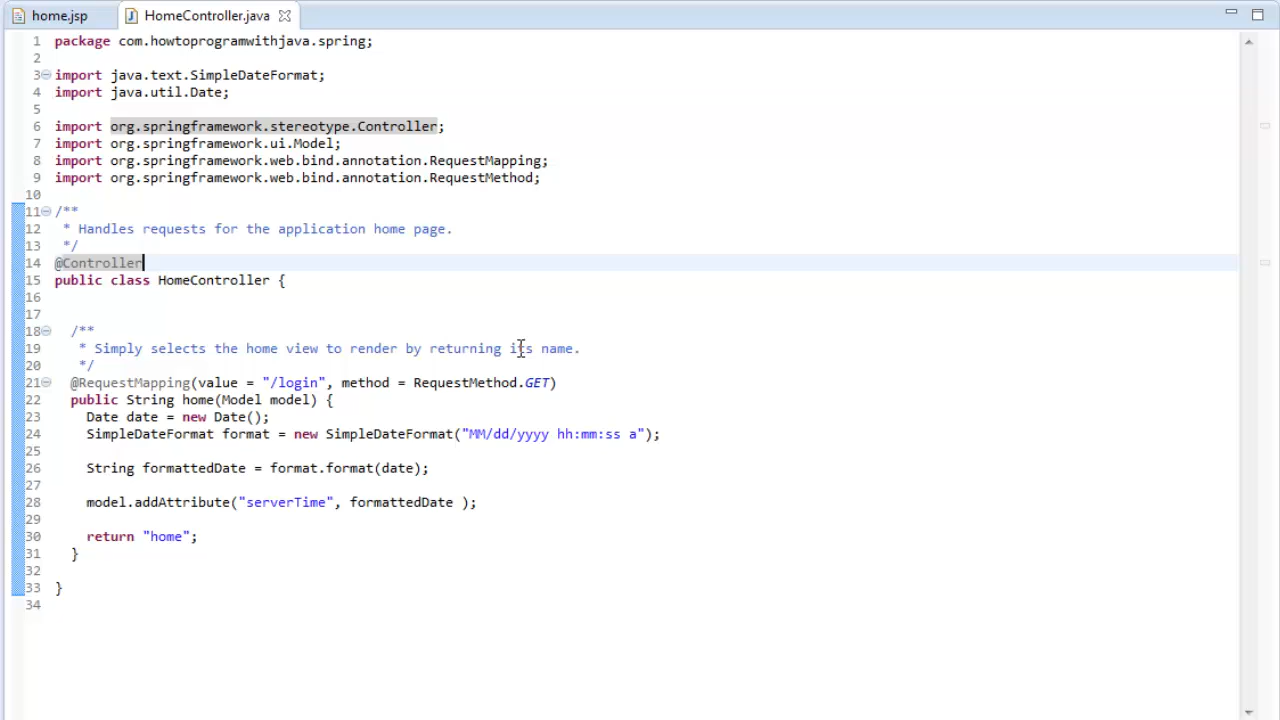 home.jsp HomeController.java
1 package com.howtoprogramwithjava.spring;
2
3 import java.text.SimpleDateFormat;
4 import java.util.Date;
5
6 import org.springframework.stereotype.Controller;
7 import org.springframework.ui.Model;
8 import org.springframework.web.bind.annotation.RequestMapping;
9 import org.springframework.web.bind.annotation.RequestMethod;
10
11 /**
12  * Handles requests for the application home page.
13  */
14 @Controller
15 public class HomeController {
16
17
18   /**
19    * Simply selects the home view to render by returning its name.
20    */
21   @RequestMapping(value = "/login", method = RequestMethod.GET)
22   public String home(Model model) {
23     Date date = new Date();
24     SimpleDateFormat format = new SimpleDateFormat("MM/dd/yyyy hh:mm:ss a");
25
26     String formattedDate = format.format(date);
27
28     model.addAttribute("serverTime", formattedDate );
29
30     return "home";
31   }
32
33 }
34